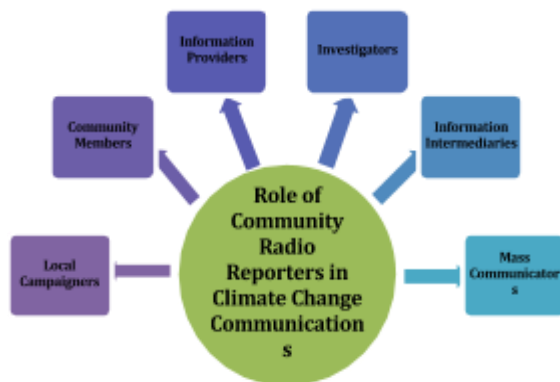 Information
Providers
Investigators
Community
Members
Information
Intermediaries
Role of
Community
Radio
Reporters in
Climate Change
Communication
s
Local
Campaigners
Mass
Communicator
s